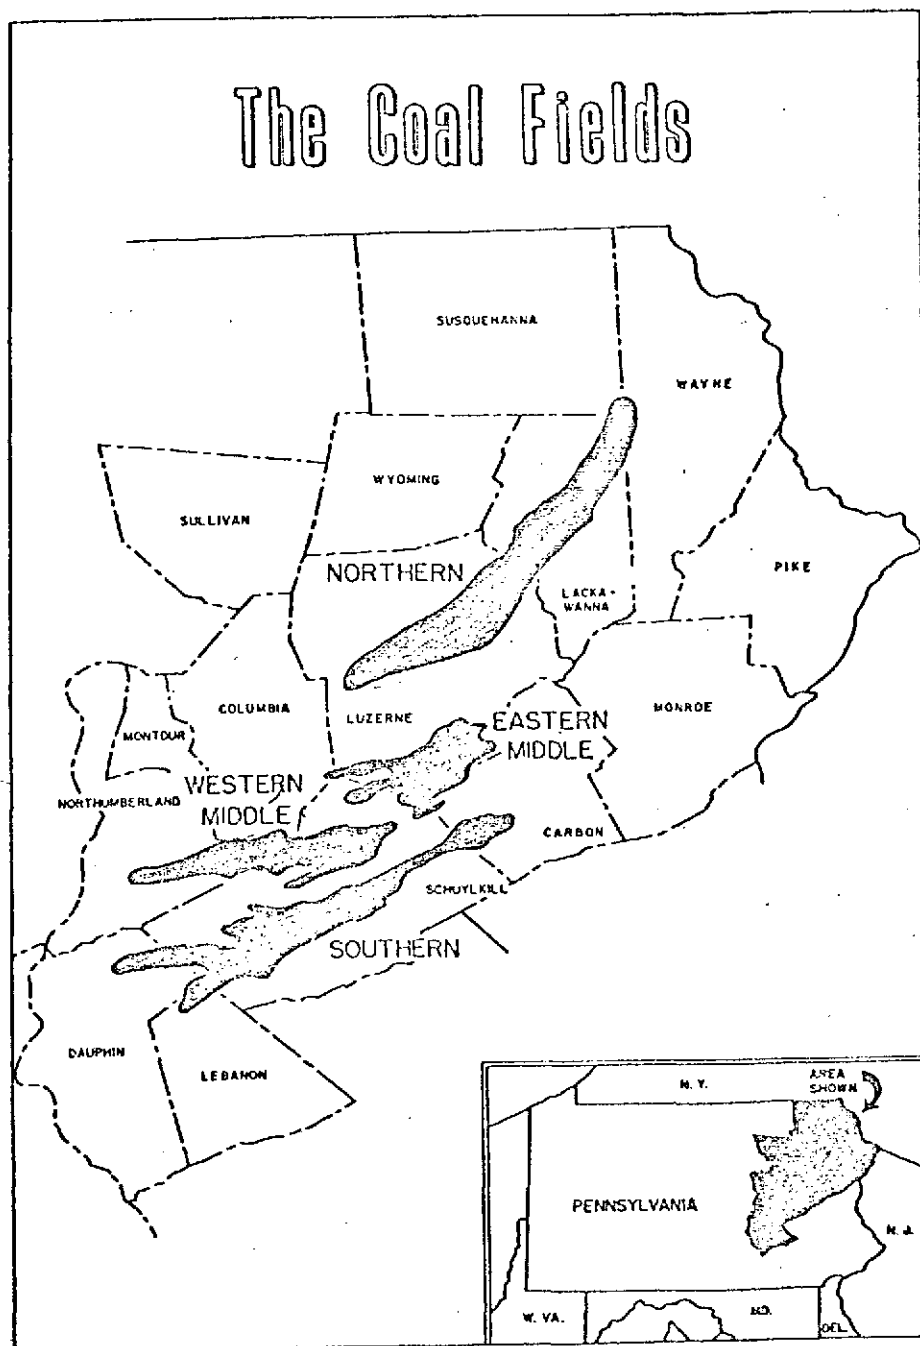 The Coal Fields
SUSQUEHANNA
WAYNE
WYOMING
SULLIVAN
NORTHERN
PIKE
LACKA-
WANNA
COLUMBIA
LUZERNE
EASTERN
MIDDLE
MONROE
MONTOUR
WESTERN
MIDDLE
NORTHUMBERLAND
CARBON
SCHUYLKILL
SOUTHERN
DAUPHIN
LEBANON
N.Y.
AREA
SHOWN
PENNSYLVANIA
N.J.
W. VA.
MD.
DEL.